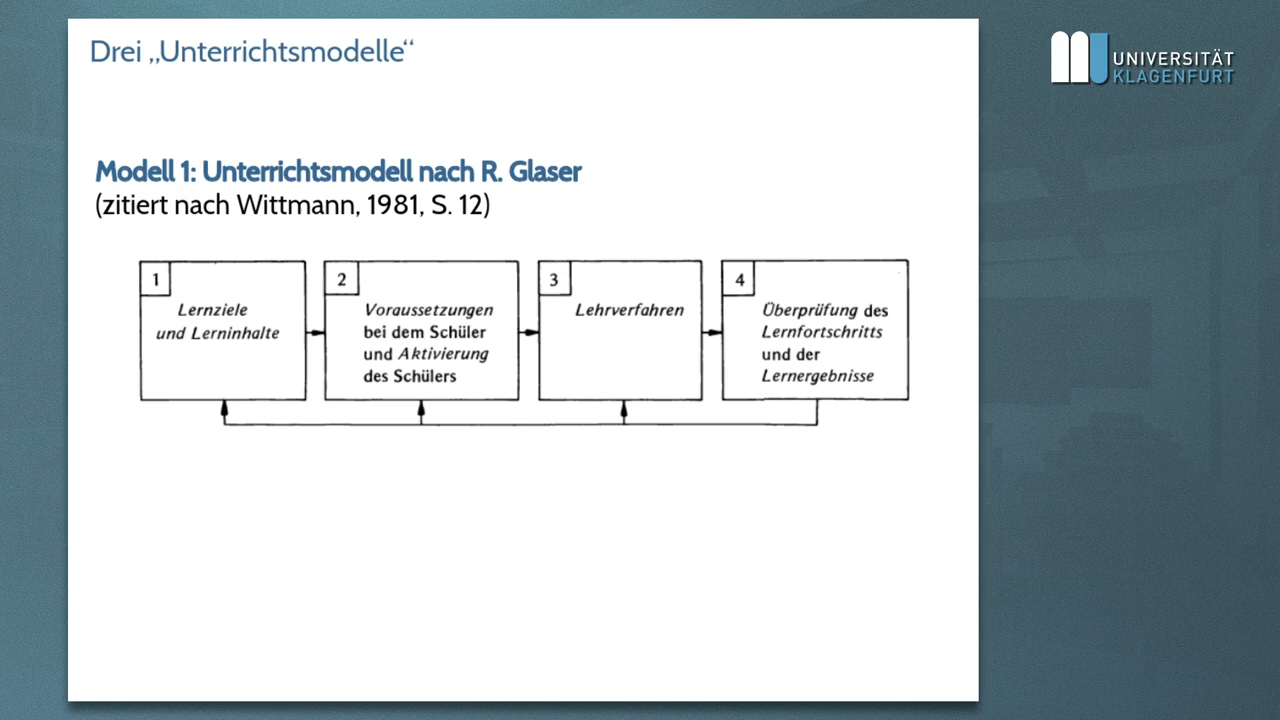 Drei „Unterrichtsmodelle“
UNIVERSITÄT
KLAGENFURT
Modell 1: Unterrichtsmodell nach R. Glaser
(zitiert nach Wittmann, 1981, S. 12)
1
Lernziele
und Lerninhalte
2
Voraussetzungen
bei dem Schüler
und Aktivierung
des Schülers
3
Lehrverfahren
4
Überprüfung des
Lernfortschritts
und der
Lernergebnisse